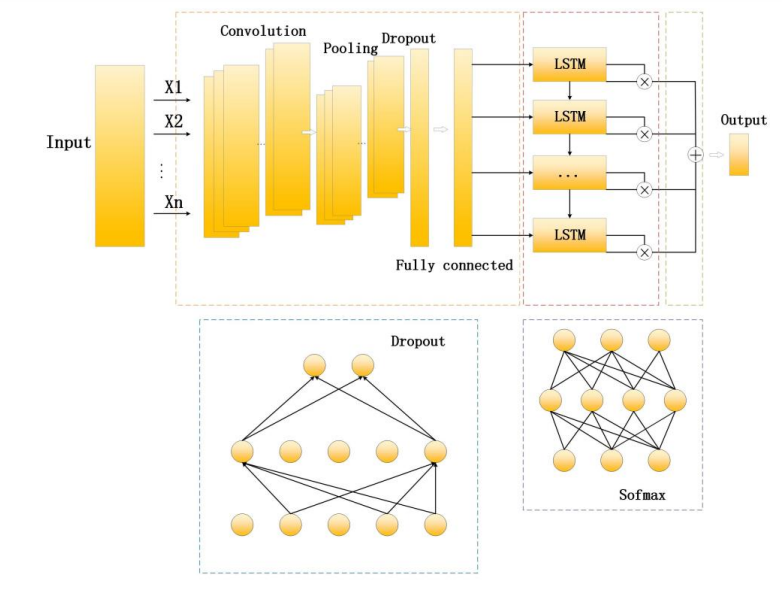 Convolution
Pooling
Dropout
Input
X1
X2
⋮
Xn
...
...
LSTM
LSTM
...
LSTM
Output
Fully connected
Dropout
Sofmax